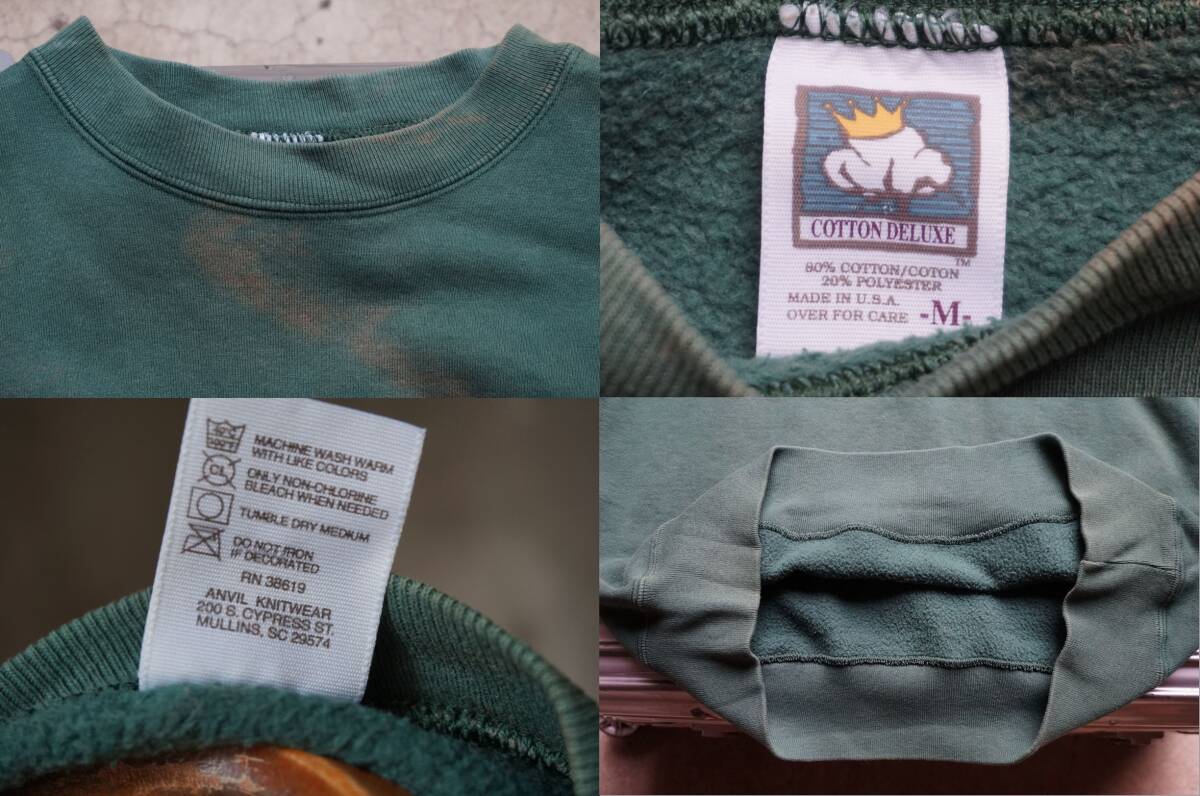 COTTON DELUXE
TM
80% COTTON/COTON
20% POLYESTER
MADE IN U.S.A.
OVER FOR CARE -M-
MACHINE WASH WARM
WITH LIKE COLORS
CL
ONLY NON-CHLORINE
BLEACH WHEN NEEDED
TUMBLE DRY MEDIUM
DO NOT IRON
IF DECORATED
RN 38619
ANVIL KNITWEAR
200 S. CYPRESS ST.
MULLINS, SC 29574